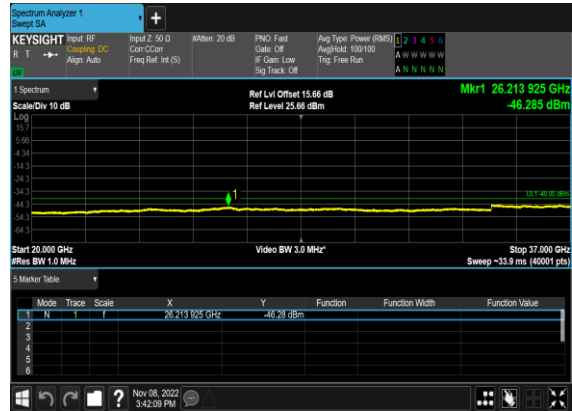 Spectrum Analyzer 1
Swept SA
+
KEYSIGHT Input: RF Input Z: 50 Ω #Atten: 20 dB PNO: Fast Avg Type: Power (RMS) 1 2 3 4 5 6
R T Coupling: DC Corr CCorr Gate: Off Avg|Hold: 100/100 A W W W W W
Align: Auto Freq Ref: Int (S) IF Gain: Low Trig: Free Run
LW Sig Track: Off A N N N N N
1 Spectrum Ref Lvl Offset 15.66 dB Mkr1 26.213 925 GHz
Scale/Div 10 dB Ref Level 25.66 dBm -46.285 dBm
Log
15.7
5.66
-4.34
-14.3
-24.3
-34.3 1 DL1 -40.00 dBm
-44.3
-54.3
-64.3
Start 20.000 GHz Video BW 3.0 MHz* Stop 37.000 GHz
#Res BW 1.0 MHz Sweep ~33.9 ms (40001 pts)
5 Marker Table
Mode Trace Scale X Y Function Function Width Function Value
1 N 1 f 26.213 925 GHz -46.28 dBm
2
3
4
5
6
? Nov 08, 2022
3:42:09 PM